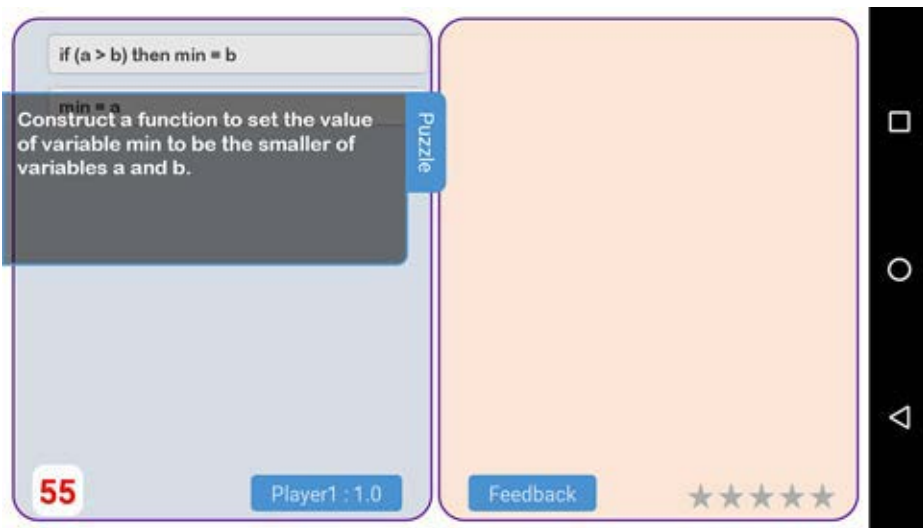 if (a > b) then min = b
min = a
Construct a function to set the value
of variable min to be the smaller of
variables a and b.
Puzzle
55
Player1 : 1.0
Feedback